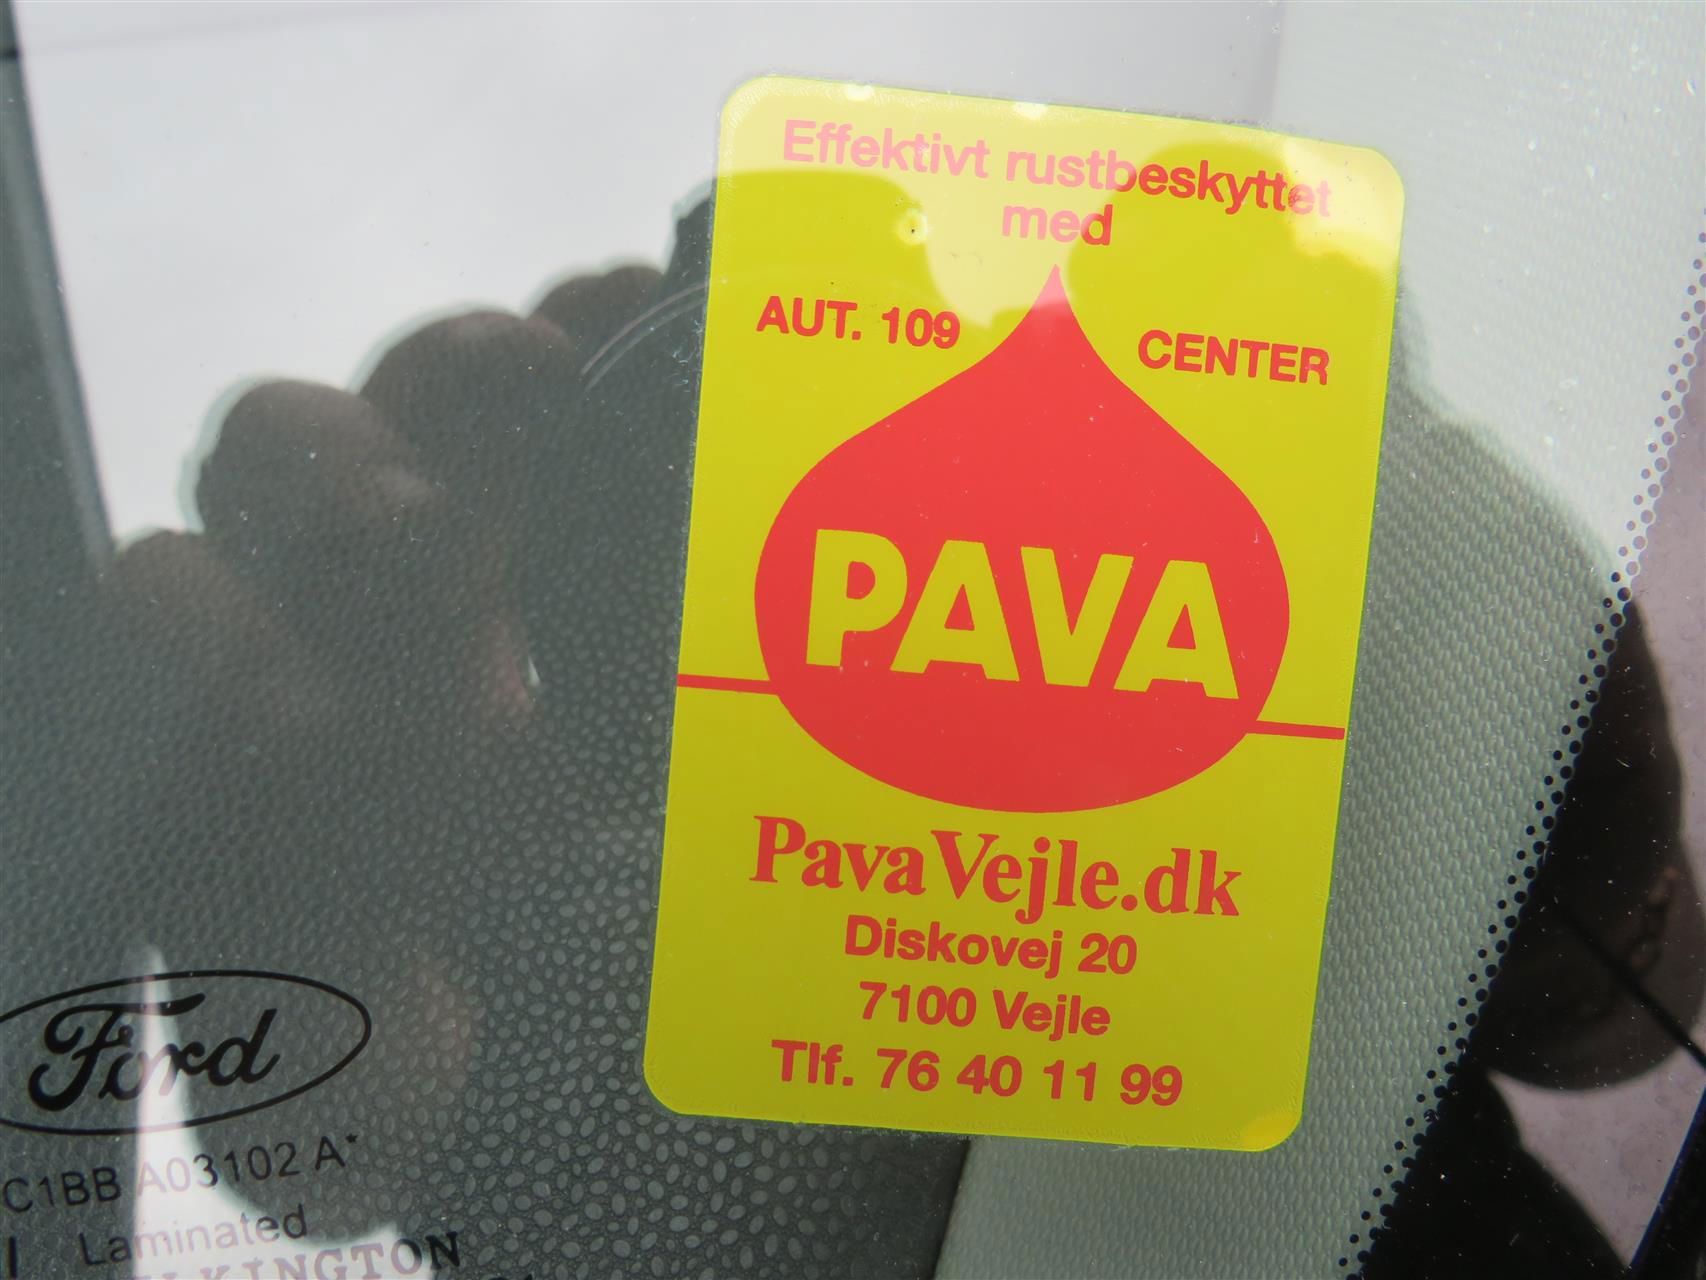 Effektivt rustbeskyttet
med
AUT. 109
CENTER
PAVA
PavaVejle.dk
Diskovej 20
7100 Vejle
Tlf. 76 40 11 99
Ford
C1BB A03102 A*
Laminated